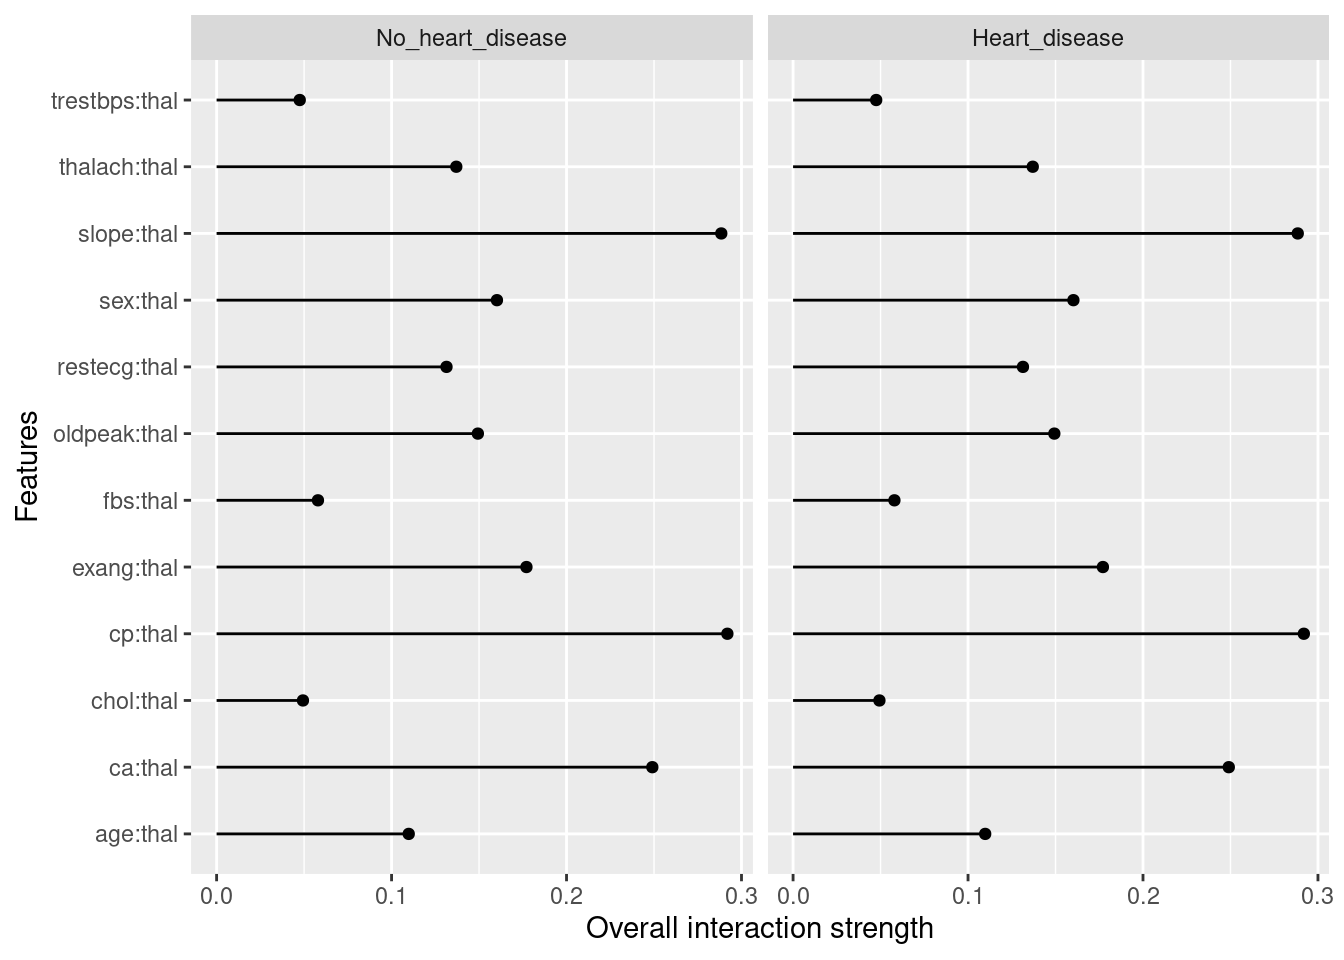 No_heart_disease
Heart_disease
trestbps:thal
thalach:thal
slope:thal
sex:thal
restecg:thal
oldpeak:thal
fbs:thal
exang:thal
cp:thal
chol:thal
ca:thal
age:thal
Features
0.0 0.1 0.2 0.3 0.0 0.1 0.2 0.3
Overall interaction strength